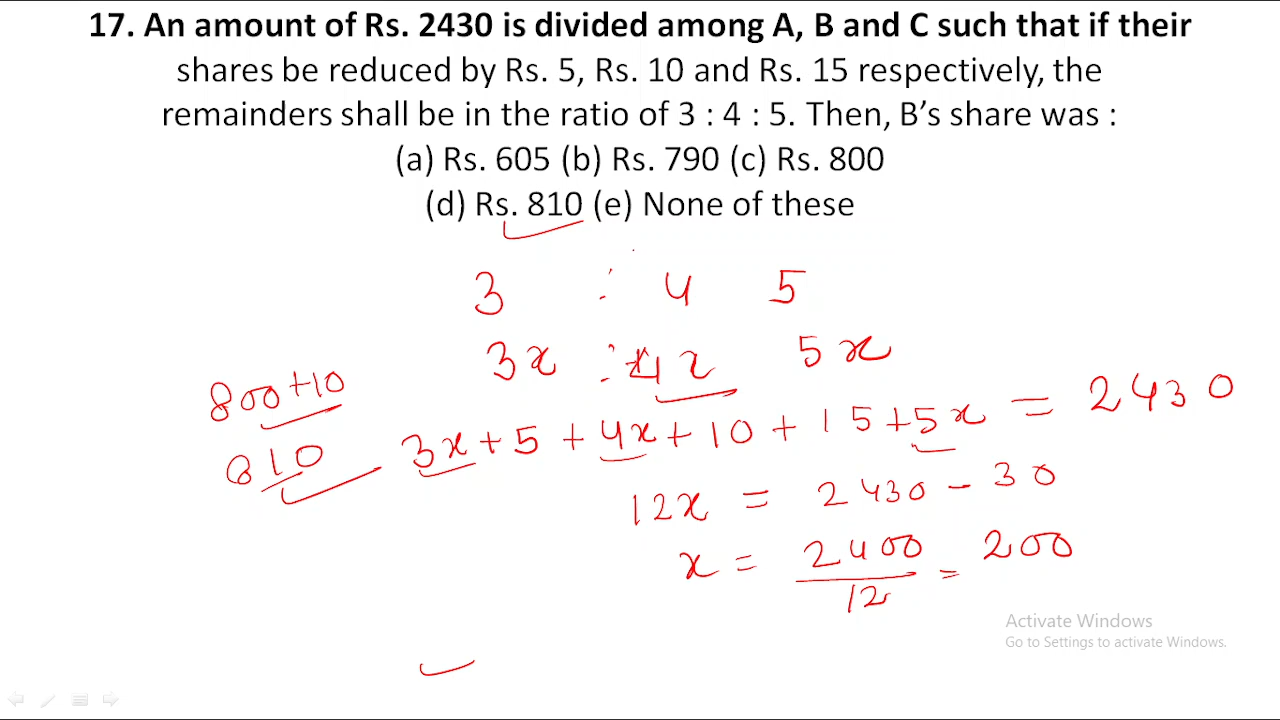 17. An amount of Rs. 2430 is divided among A, B and C such that if their
shares be reduced by Rs. 5, Rs. 10 and Rs. 15 respectively, the
remainders shall be in the ratio of 3 : 4 : 5. Then, B’s share was :
(a) Rs. 605 (b) Rs. 790 (c) Rs. 800
(d) Rs. 810 (e) None of these
3 : 4 5
3x : 4x 5x
800+10
810
3x + 5 + 4x + 10 + 15 + 5x = 2430
12x = 2430 - 30
x = 2400/12 = 200
Activate Windows
Go to Settings to activate Windows.